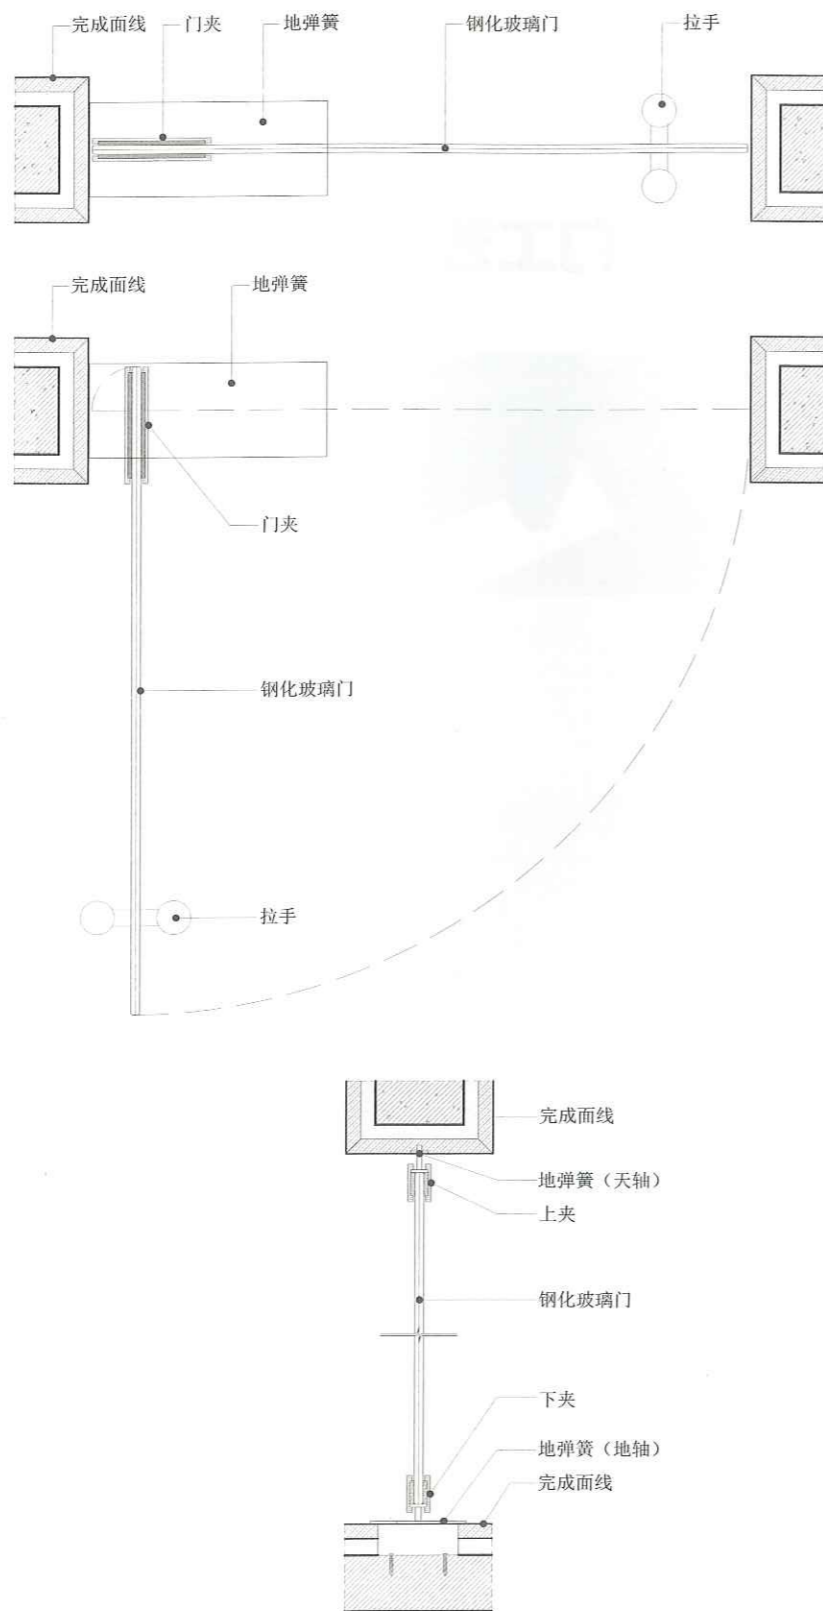 完成面线
门夹
地弹簧
钢化玻璃门
拉手
完成面线
地弹簧
门夹
钢化玻璃门
拉手
完成面线
地弹簧（天轴）
上夹
钢化玻璃门
下夹
地弹簧（地轴）
完成面线